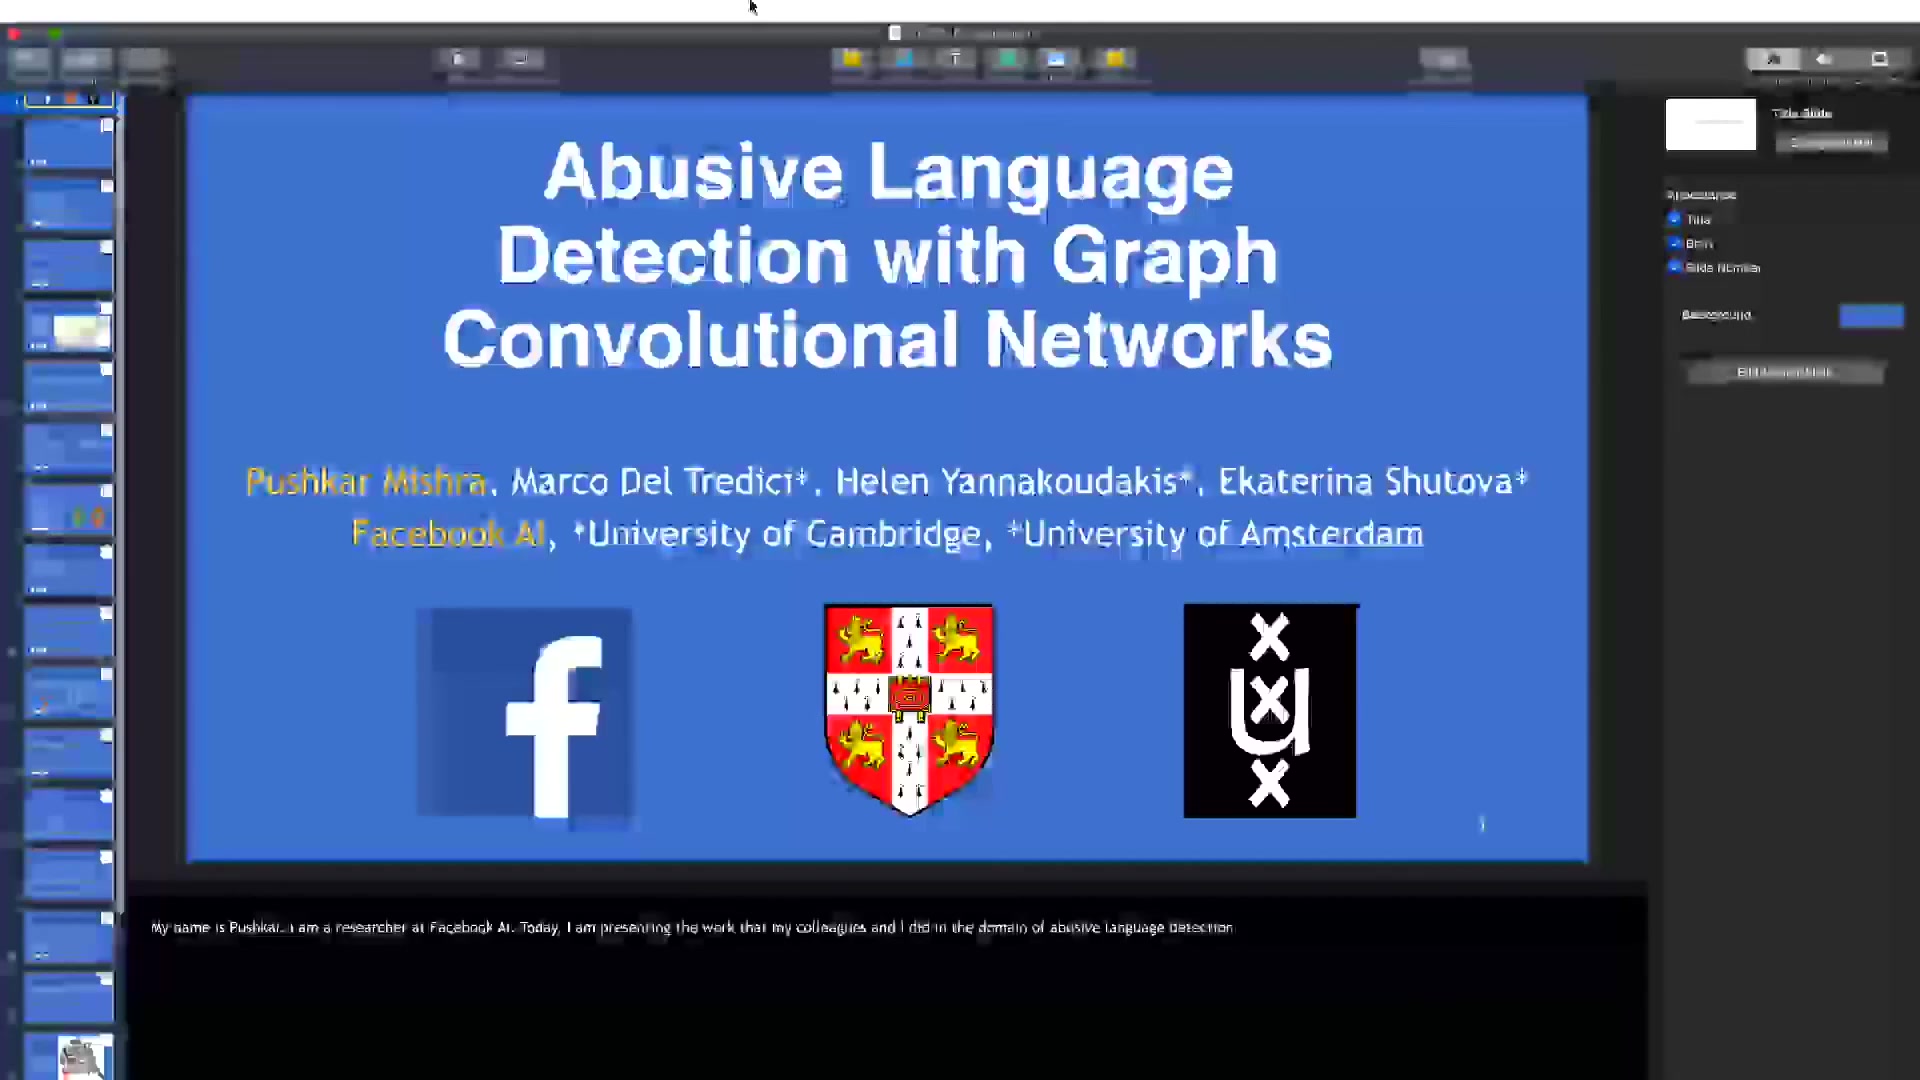 Abusive Language
Detection with Graph
Convolutional Networks
Pushkar Mishra, Marco Del Tredici*, Helen Yannakoudakis*, Ekaterina Shutova*
Facebook AI, *University of Cambridge, *University of Amsterdam
1
My name is Pushkar. I am a researcher at Facebook AI. Today, I am presenting the work that my colleagues and I did in the domain of abusive language detection
Title Slide
Appearance
Title
Body
Slide Number
Background